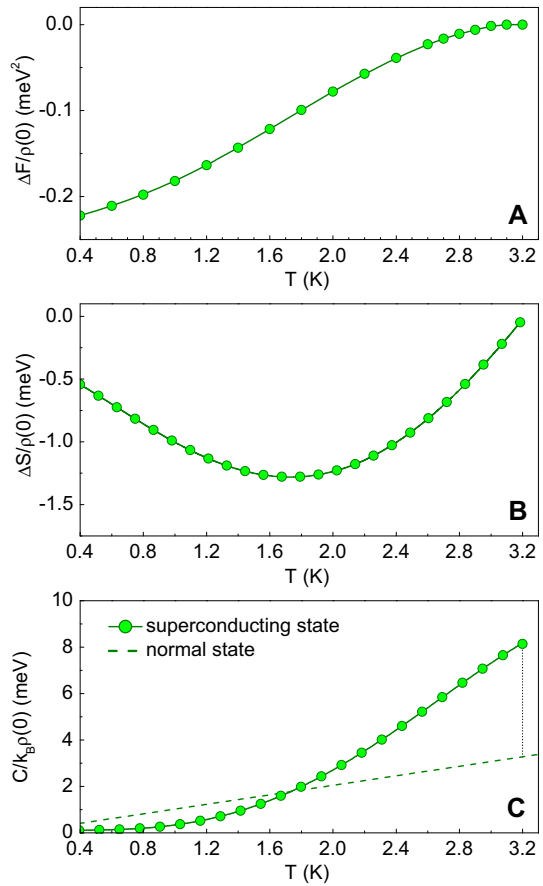 0.0
-0.1
-0.2
ΔF/ρ(0) (meV²)
A
0.4 0.8 1.2 1.6 2.0 2.4 2.8 3.2
T (K)
0.0
-0.5
-1.0
-1.5
ΔS/ρ(0) (meV)
B
0.4 0.8 1.2 1.6 2.0 2.4 2.8 3.2
T (K)
10
8
6
4
2
0
C/k_Bρ(0) (meV)
superconducting state
normal state
C
0.4 0.8 1.2 1.6 2.0 2.4 2.8 3.2
T (K)